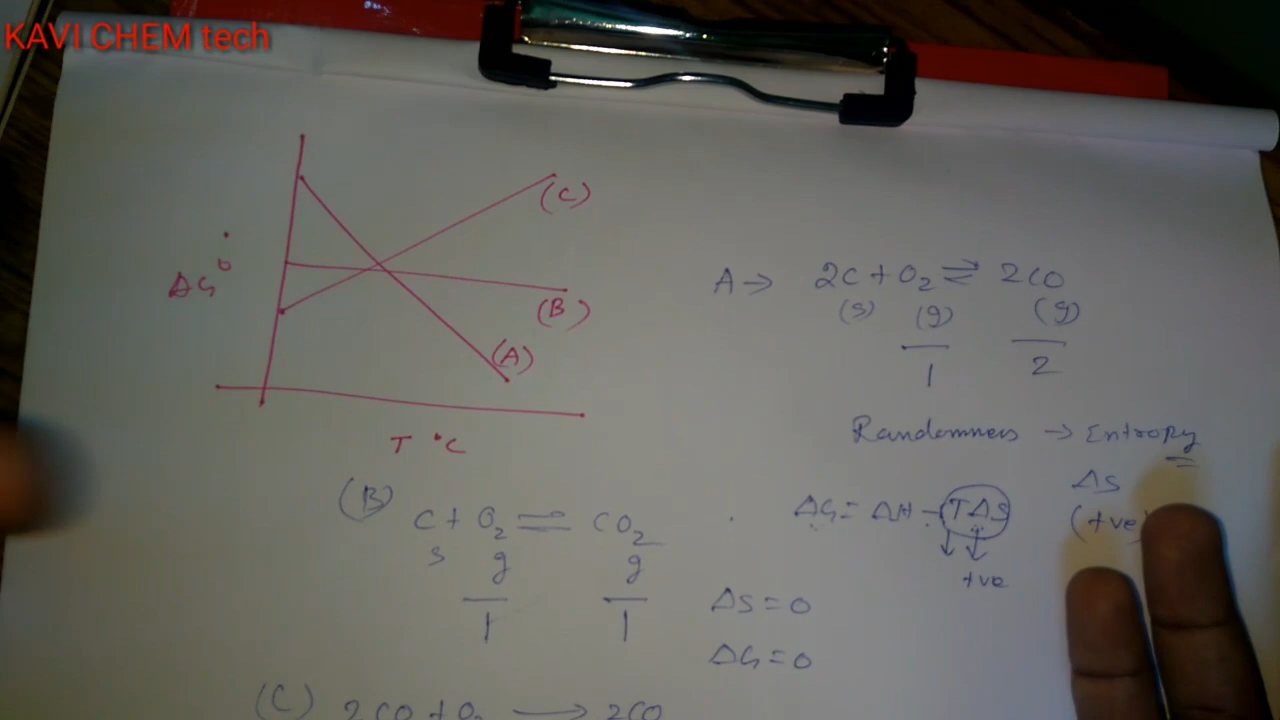 KAVI CHEM tech
(C)
ΔG°
(B)
(A)
T °C
A → 2C + O₂ ⇌ 2CO
(s) (g) (g)
1 2
Randomness → Entropy
ΔS
(+ve)
ΔG = ΔH - TΔS
+ve
(B) C + O₂ ⇌ CO₂
s g g
1 1
ΔS = 0
ΔG = 0
(C) 2CO + O₂ → 2CO